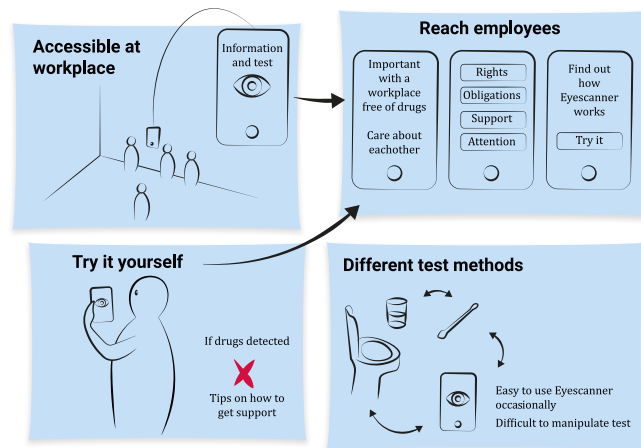 Accessible at
workplace
Information
and test
Reach employees
Important
with a
workplace
free of drugs
Care about
eachother
Rights
Obligations
Support
Attention
Find out
how
Eyescanner
works
Try it
Try it yourself
If drugs detected
Tips on how to
get support
Different test methods
Easy to use Eyescanner
occasionally
Difficult to manipulate test